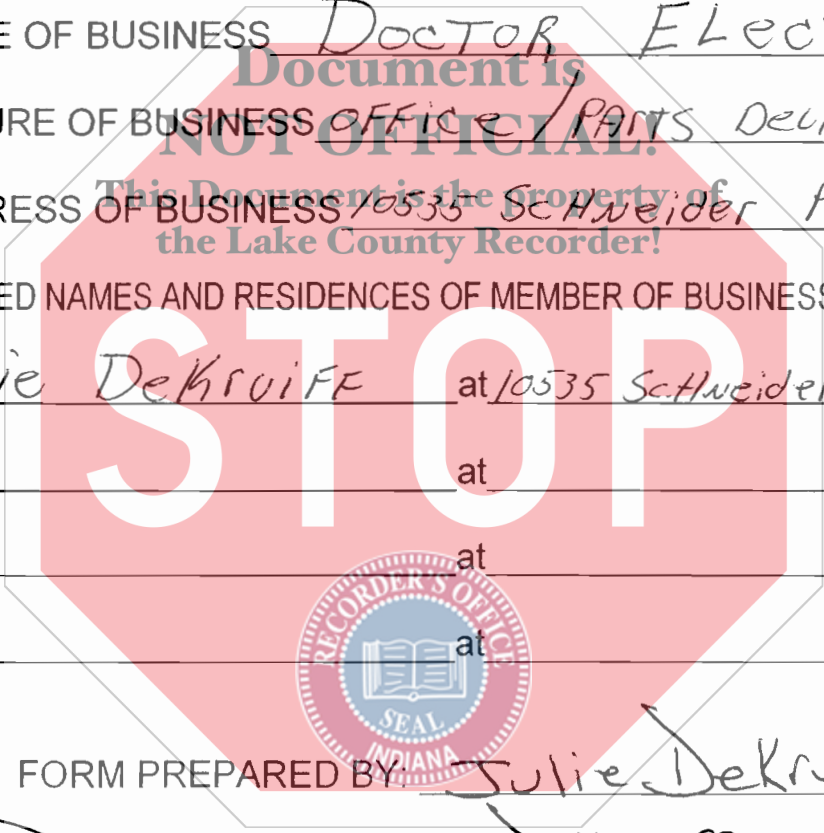 E OF BUSINESS DOCTOR ELEC
Document is
URE OF BUSINESS OFFICE / PARTS
NOT OFFICIAL!
This Document is the property of
RESS OF BUSINESS 10535 SCHNeider
the Lake County Recorder!
ED NAMES AND RESIDENCES OF MEMBER OF BUSINESS
ie DeKruiFF at 10535 SCHNeider
STOP
at
at
at
RECORDER'S OFFICE
SEAL
INDIANA
FORM PREPARED BY: Julie DeKru